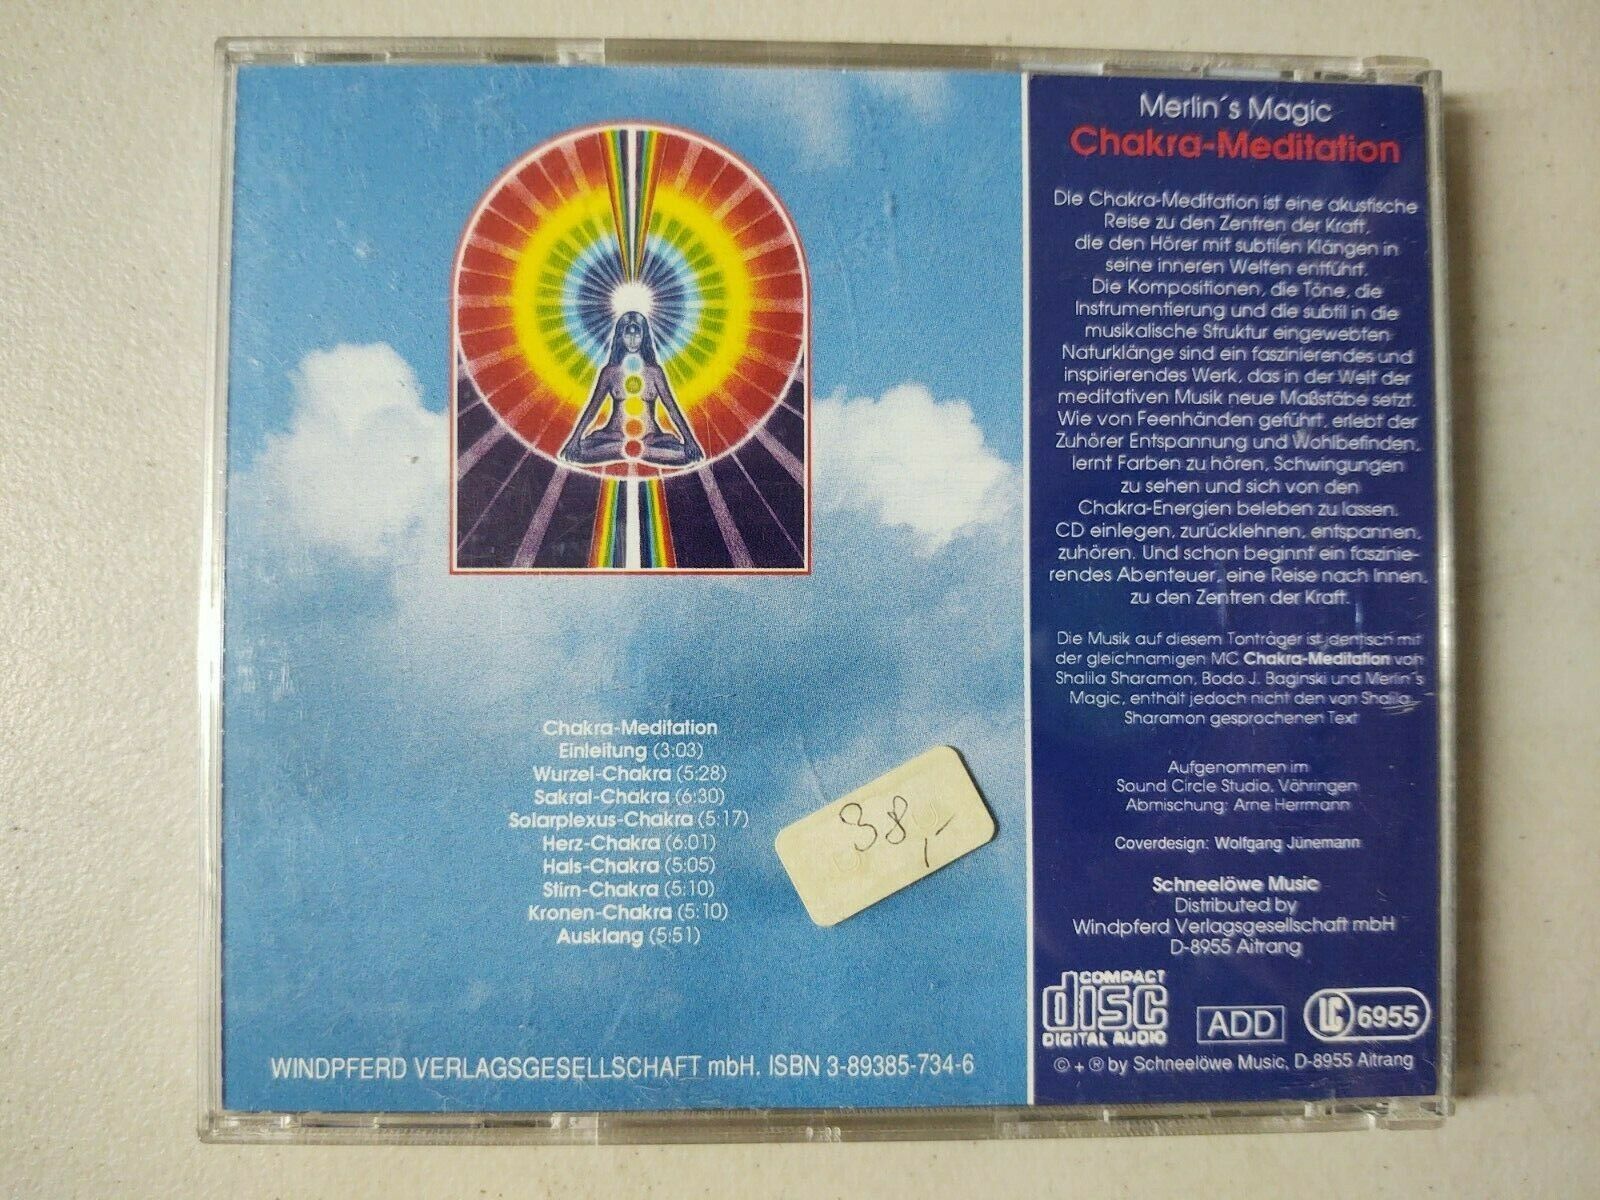 Merlin´s Magic
Chakra-Meditation
Die Chakra-Meditation ist eine akustische
Reise zu den Zentren der Kraft,
die den Hörer mit subtilen Klängen in
seine inneren Welten entführt.
Die Kompositionen, die Töne, die
Instrumentierung und die subtil in die
musikalische Struktur eingewebten
Naturklänge sind ein faszinierendes und
inspirierendes Werk, das in der Welt der
meditativen Musik neue Maßstäbe setzt.
Wie von Feenhänden geführt, erlebt der
Zuhörer Entspannung und Wohlbefinden,
lernt Farben zu hören, Schwingungen
zu sehen und sich von den
Chakra-Energien beleben zu lassen.
CD einlegen, zurücklehnen, entspannen,
zuhören. Und schon beginnt ein faszinie-
rendes Abenteuer, eine Reise nach Innen,
zu den Zentren der Kraft.
Die Musik auf diesem Tonträger ist identisch mit
der gleichnamigen MC Chakra-Meditation von
Shalila Sharamon, Bodo J. Baginski und Merlin´s
Magic, enthält jedoch nicht den von Shalila
Sharamon gesprochenen Text
Aufgenommen im
Sound Circle Studio, Vöhringen
Abmischung: Arne Herrmann
Coverdesign: Wolfgang Jünemann
Schneelöwe Music
Distributed by
Windpferd Verlagsgesellschaft mbH
D-8955 Aitrang
COMPACT
disc
DIGITAL AUDIO
ADD
LC 6955
© + ℗ by Schneelöwe Music, D-8955 Aitrang
Chakra-Meditation
Einleitung (3:03)
Wurzel-Chakra (5:28)
Sakral-Chakra (6:30)
Solarplexus-Chakra (5:17)
Herz-Chakra (6:01)
Hals-Chakra (5:05)
Stirn-Chakra (5:10)
Kronen-Chakra (5:10)
Ausklang (5:51)
38,-
WINDPFERD VERLAGSGESELLSCHAFT mbH. ISBN 3-89385-734-6